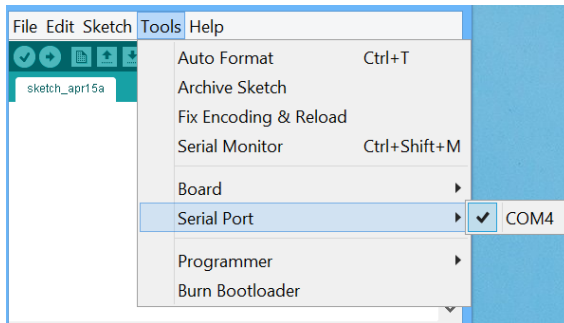 File Edit Sketch Tools Help
sketch_apr15a
Auto Format Ctrl+T
Archive Sketch
Fix Encoding & Reload
Serial Monitor Ctrl+Shift+M
Board
Serial Port
COM4
Programmer
Burn Bootloader